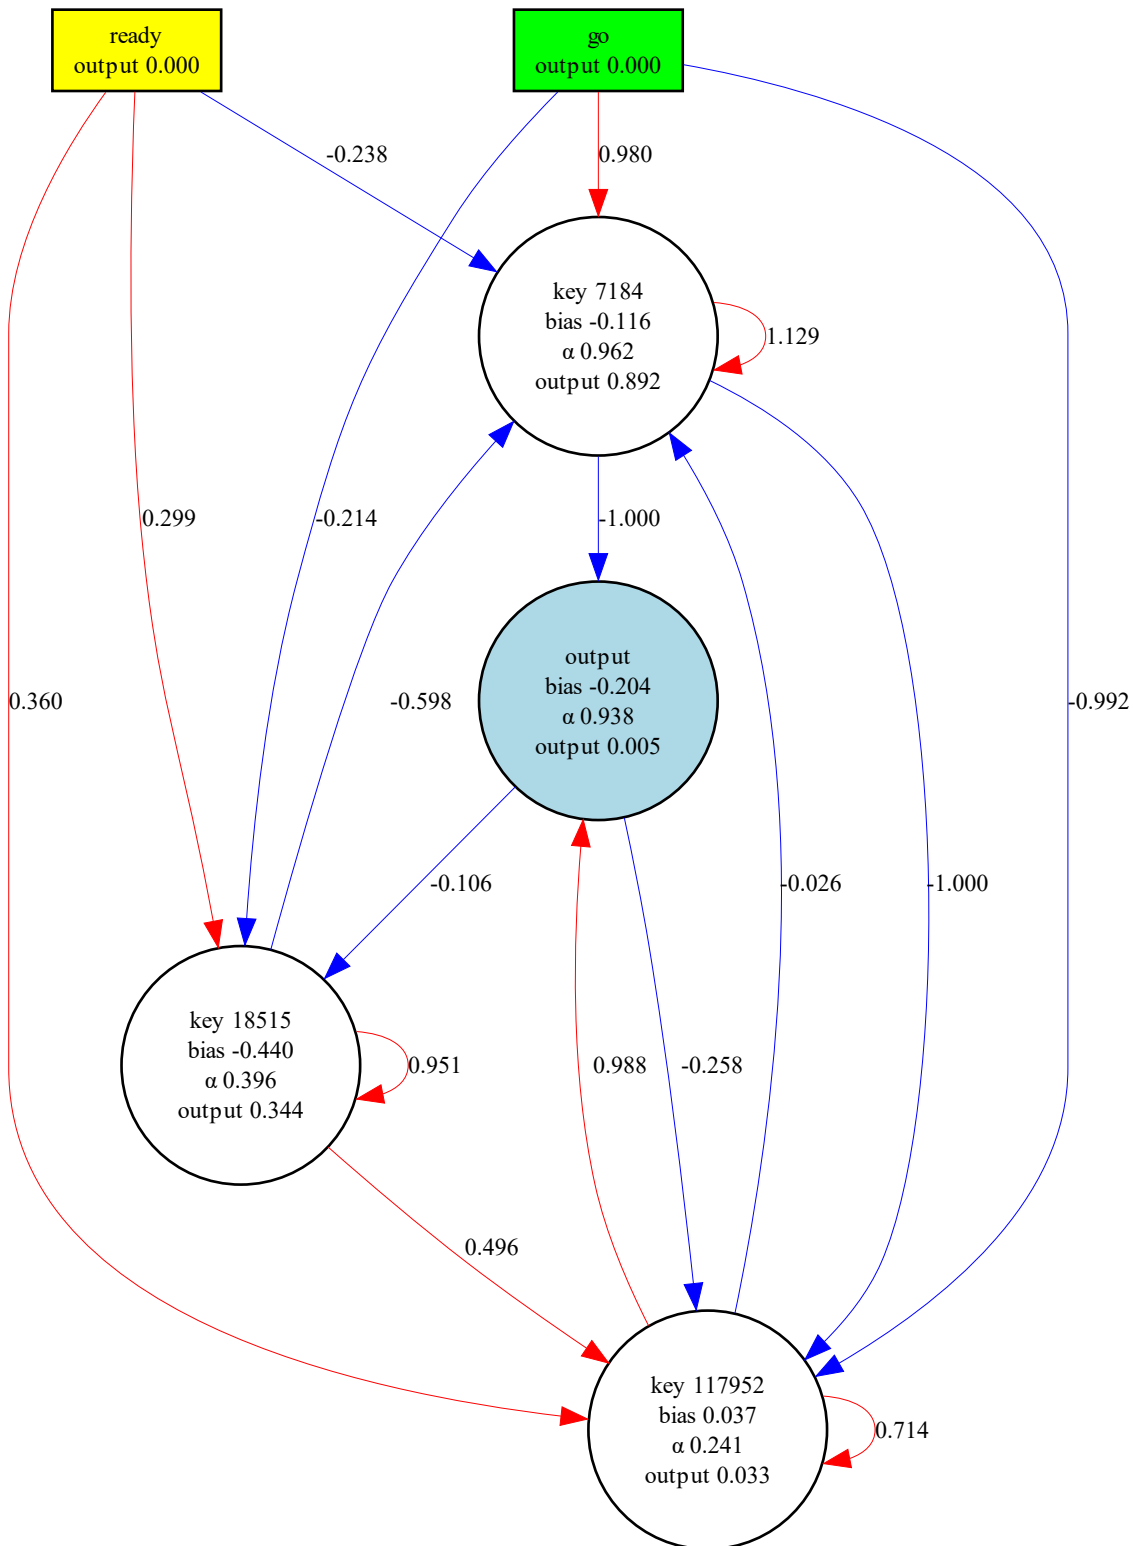 ready
output 0.000
go
output 0.000
-0.238
0.980
key 7184
bias -0.116
α 0.962
output 0.892
1.129
0.299
-0.214
-1.000
output
bias -0.204
α 0.938
output 0.005
0.360
-0.598
-0.992
-0.106
-0.026
-1.000
key 18515
bias -0.440
α 0.396
output 0.344
0.951
0.988
-0.258
0.496
key 117952
bias 0.037
α 0.241
output 0.033
0.714